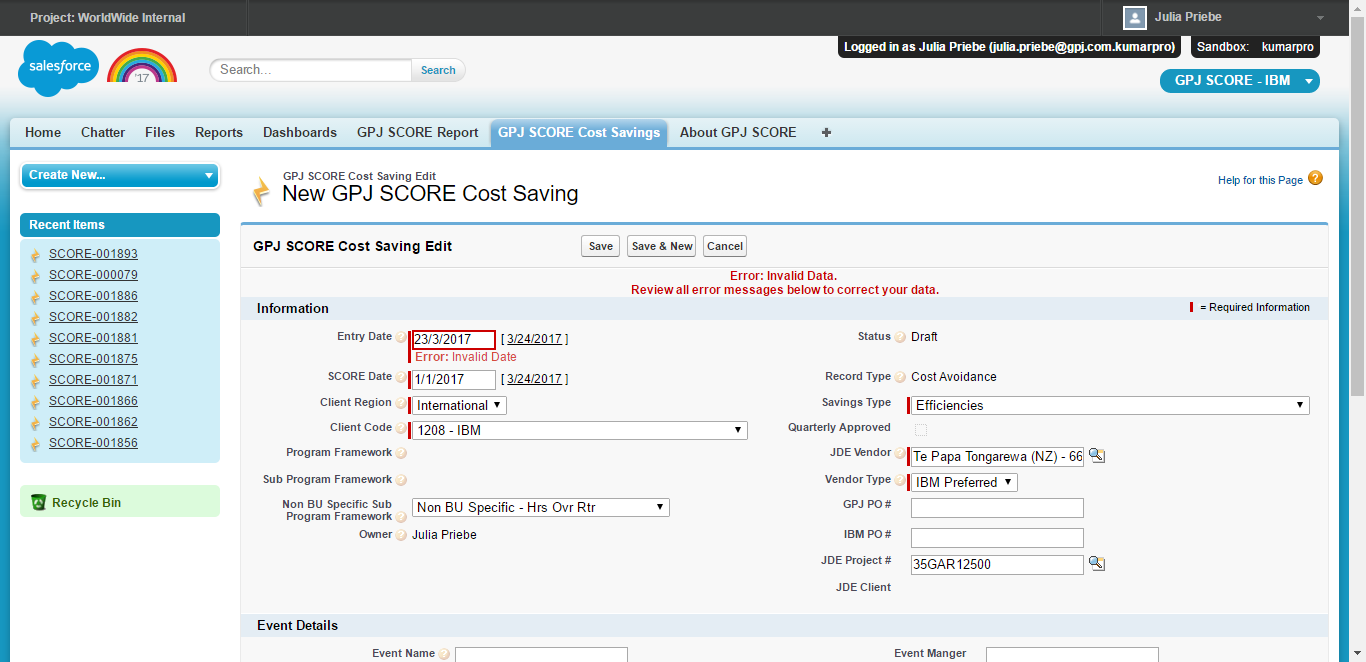 Project: WorldWide Internal
Julia Priebe
Logged in as Julia Priebe (julia.priebe@gpj.com.kumarpro)
Sandbox: kumarpro
salesforce
'17
Search...
Search
GPJ SCORE - IBM
Home Chatter Files Reports Dashboards GPJ SCORE Report GPJ SCORE Cost Savings About GPJ SCORE +
Create New...
Recent Items
SCORE-001893
SCORE-000079
SCORE-001886
SCORE-001882
SCORE-001881
SCORE-001875
SCORE-001871
SCORE-001866
SCORE-001862
SCORE-001856
Recycle Bin
GPJ SCORE Cost Saving Edit
New GPJ SCORE Cost Saving
Help for this Page ?
GPJ SCORE Cost Saving Edit
Save Save & New Cancel
Error: Invalid Data.
Review all error messages below to correct your data.
Information
= Required Information
Entry Date 23/3/2017 [ 3/24/2017 ]
Error: Invalid Date
Status Draft
SCORE Date 1/1/2017 [ 3/24/2017 ]
Record Type Cost Avoidance
Client Region International
Savings Type Efficiencies
Client Code 1208 - IBM
Quarterly Approved
Program Framework
JDE Vendor Te Papa Tongarewa (NZ) - 66
Sub Program Framework
Vendor Type IBM Preferred
Non BU Specific Sub
Program Framework
Non BU Specific - Hrs Ovr Rtr
GPJ PO #
Owner Julia Priebe
IBM PO #
JDE Project # 35GAR12500
JDE Client
Event Details
Event Name
Event Manger